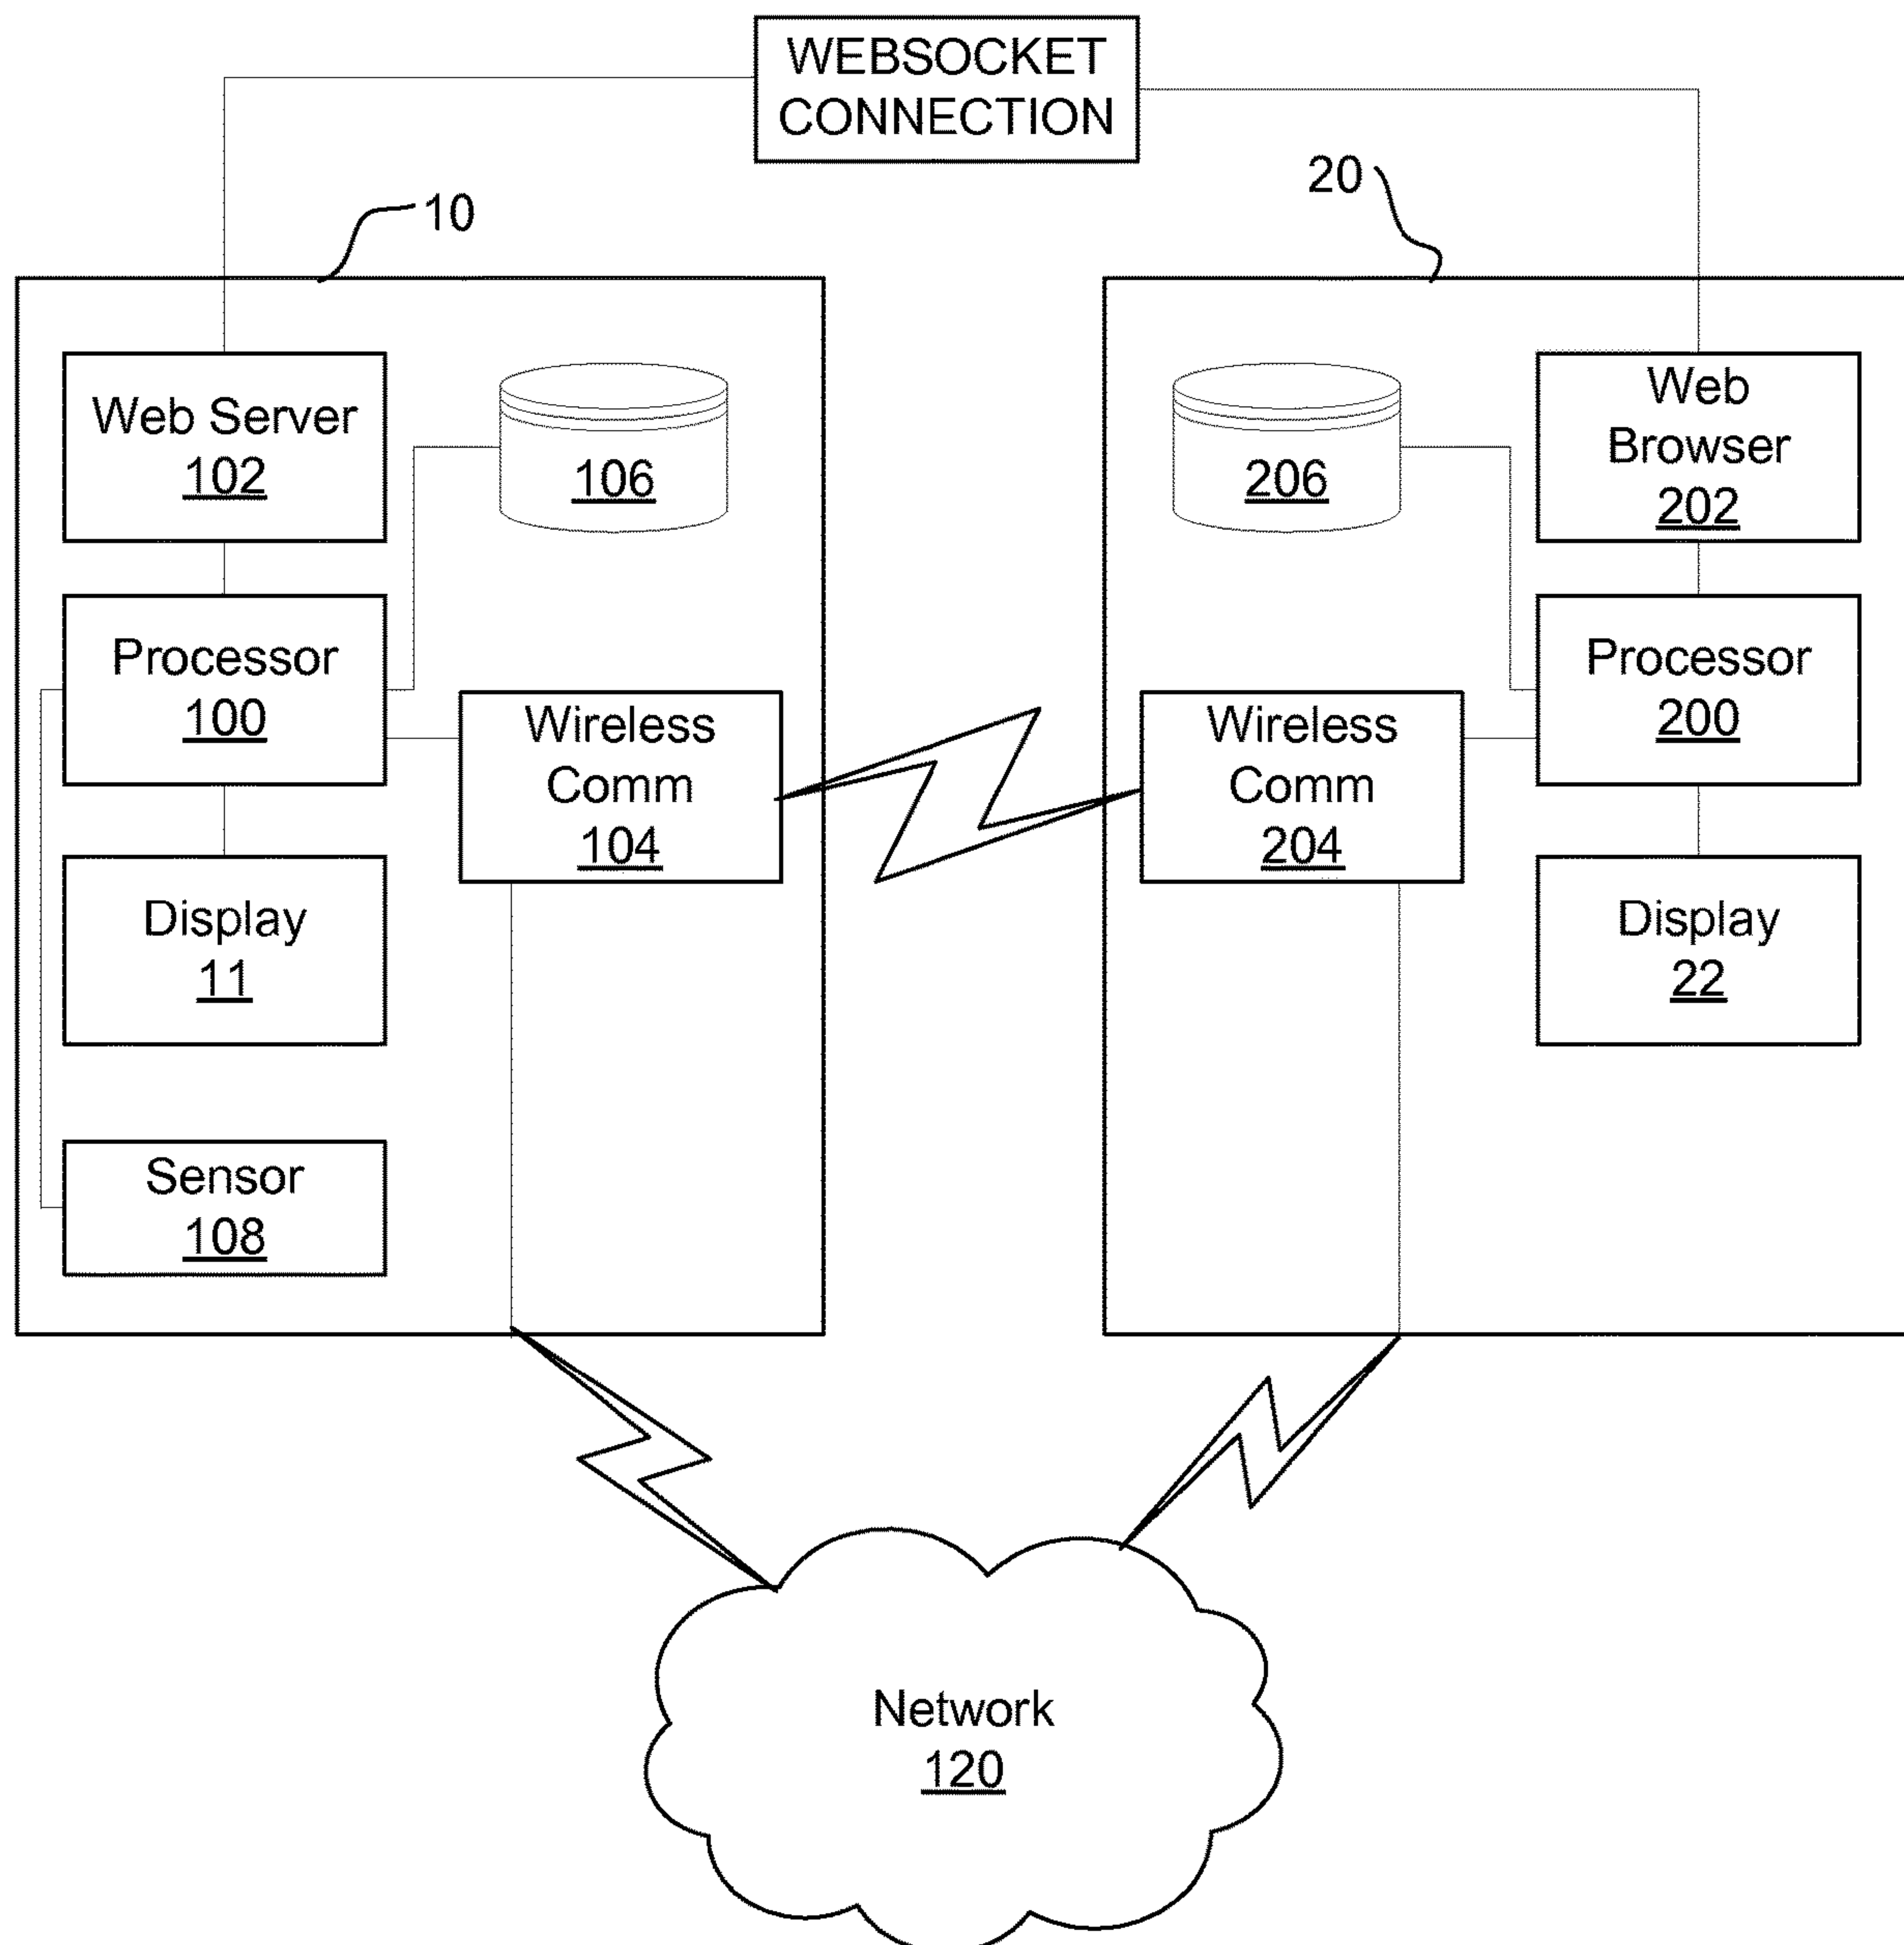 WEBSOCKET
CONNECTION
10
20
Web Server
102
106
206
Web
Browser
202
Processor
100
Wireless
Comm
104
Wireless
Comm
204
Processor
200
Display
11
Display
22
Sensor
108
Network
120